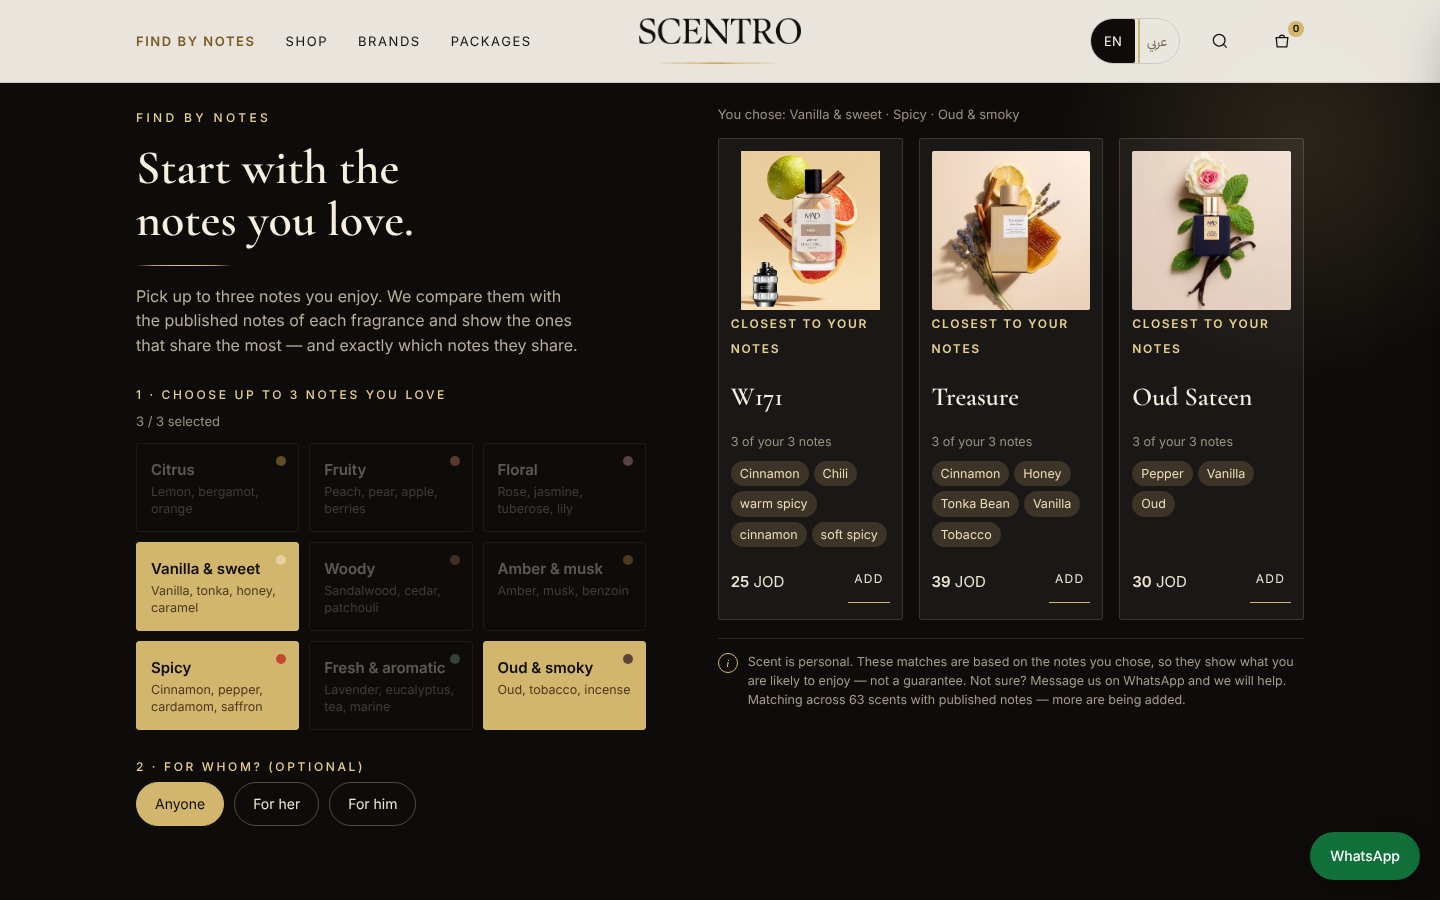 FIND BY NOTES
SHOP
BRANDS
PACKAGES
SCENTRO
EN
عربي
0
FIND BY NOTES
Start with the
notes you love.
Pick up to three notes you enjoy. We compare them with
the published notes of each fragrance and show the ones
that share the most — and exactly which notes they share.
1 · CHOOSE UP TO 3 NOTES YOU LOVE
3 / 3 selected
Citrus
Lemon, bergamot,
orange
Fruity
Peach, pear, apple,
berries
Floral
Rose, jasmine,
tuberose, lily
Vanilla & sweet
Vanilla, tonka, honey,
caramel
Woody
Sandalwood, cedar,
patchouli
Amber & musk
Amber, musk, benzoin
Spicy
Cinnamon, pepper,
cardamom, saffron
Fresh & aromatic
Lavender, eucalyptus,
tea, marine
Oud & smoky
Oud, tobacco, incense
2 · FOR WHOM? (OPTIONAL)
Anyone
For her
For him
You chose: Vanilla & sweet · Spicy · Oud & smoky
MAD
CLOSEST TO YOUR
NOTES
W171
3 of your 3 notes
Cinnamon
Chili
warm spicy
cinnamon
soft spicy
25 JOD
ADD
Treasure
CLOSEST TO YOUR
NOTES
Treasure
3 of your 3 notes
Cinnamon
Honey
Tonka Bean
Vanilla
Tobacco
39 JOD
ADD
MAD
CLOSEST TO YOUR
NOTES
Oud Sateen
3 of your 3 notes
Pepper
Vanilla
Oud
30 JOD
ADD
i
Scent is personal. These matches are based on the notes you chose, so they show what you
are likely to enjoy — not a guarantee. Not sure? Message us on WhatsApp and we will help.
Matching across 63 scents with published notes — more are being added.
WhatsApp